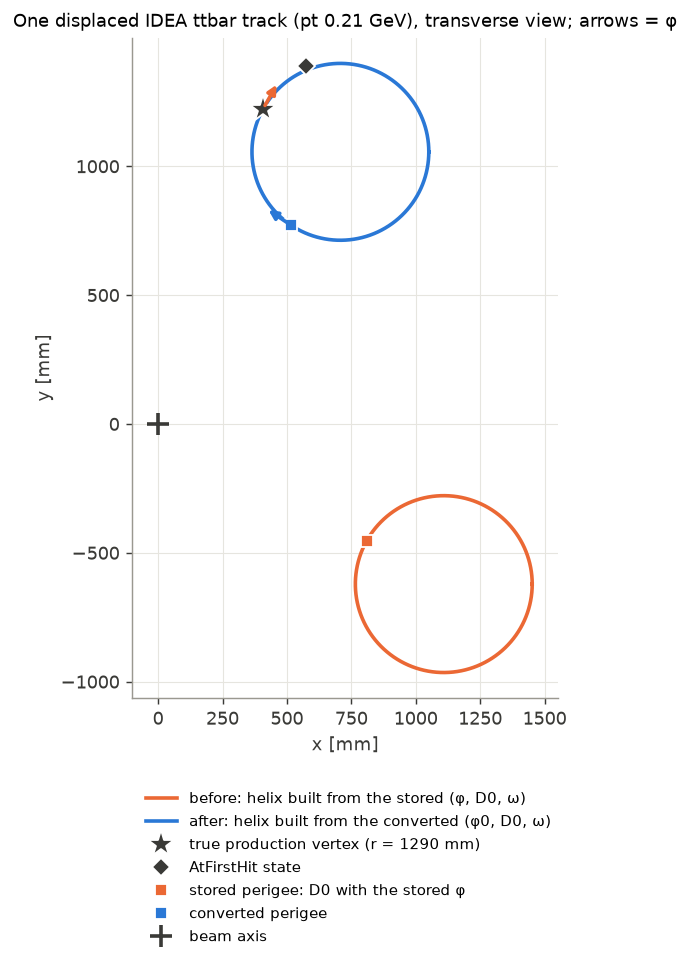 One displaced IDEA ttbar track (pt 0.21 GeV), transverse view; arrows = φ
1000
500
0
−500
−1000
y [mm]
0
250
500
750
1000
1250
1500
x [mm]
before: helix built from the stored (φ, D0, ω)
after: helix built from the converted (φ0, D0, ω)
true production vertex (r = 1290 mm)
AtFirstHit state
stored perigee: D0 with the stored φ
converted perigee
beam axis